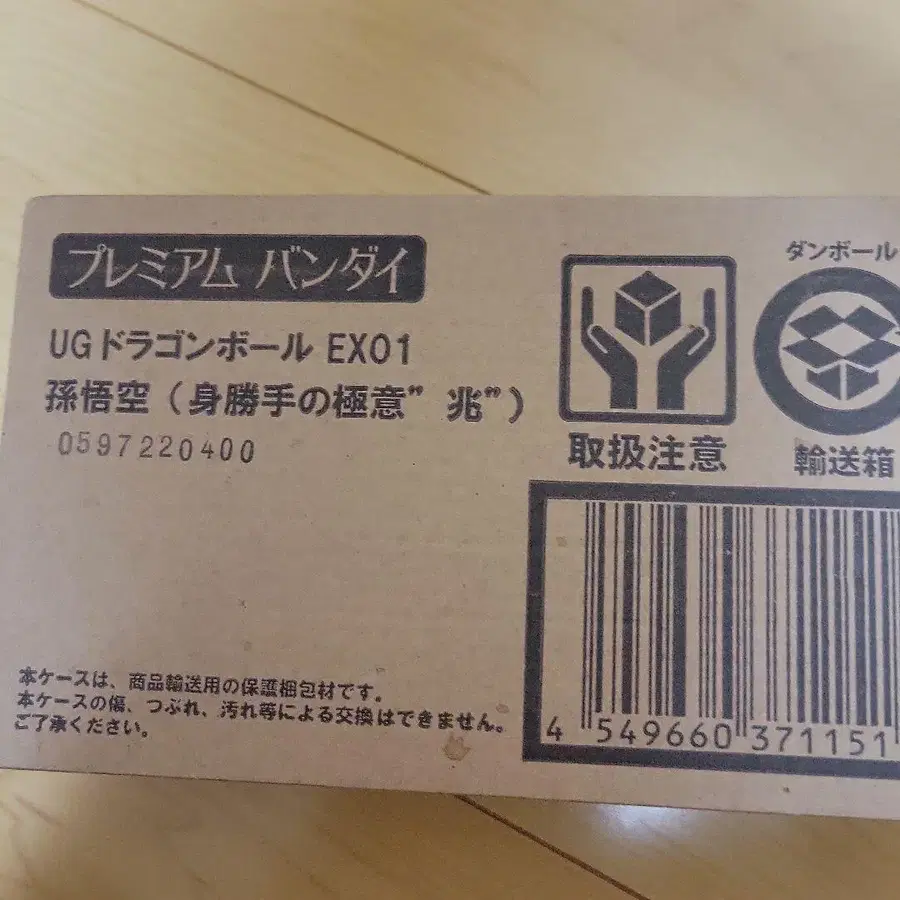 プレミアム バンダイ
UGドラゴンボール EX01
孫悟空（身勝手の極意”兆”）
0597220400
取扱注意
ダンボール
輸送箱
4 549660 371151
本ケースは、商品輸送用の保護梱包材です。
本ケースの傷、つぶれ、汚れ等による交換はできません。
ご了承ください。